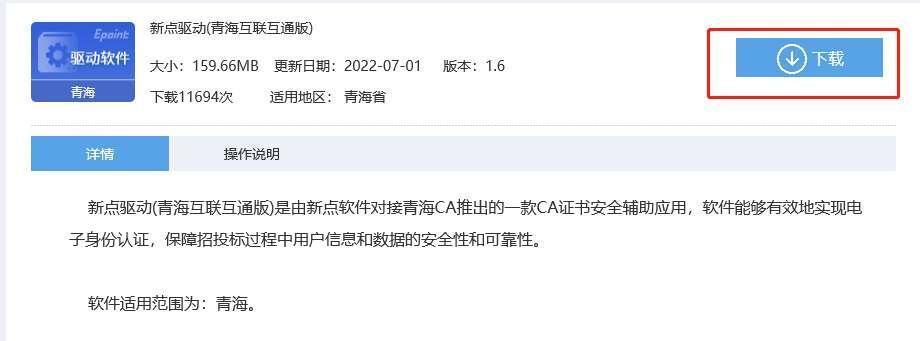 Epoint
驱动软件
青海
新点驱动(青海互联互通版)
大小：159.66MB 更新日期：2022-07-01 版本：1.6
下载11694次 适用地区： 青海省
下载
详情 操作说明
新点驱动(青海互联互通版)是由新点软件对接青海CA推出的一款CA证书安全辅助应用，软件能够有效地实现电
子身份认证，保障招投标过程中用户信息和数据的安全性和可靠性。
软件适用范围为：青海。